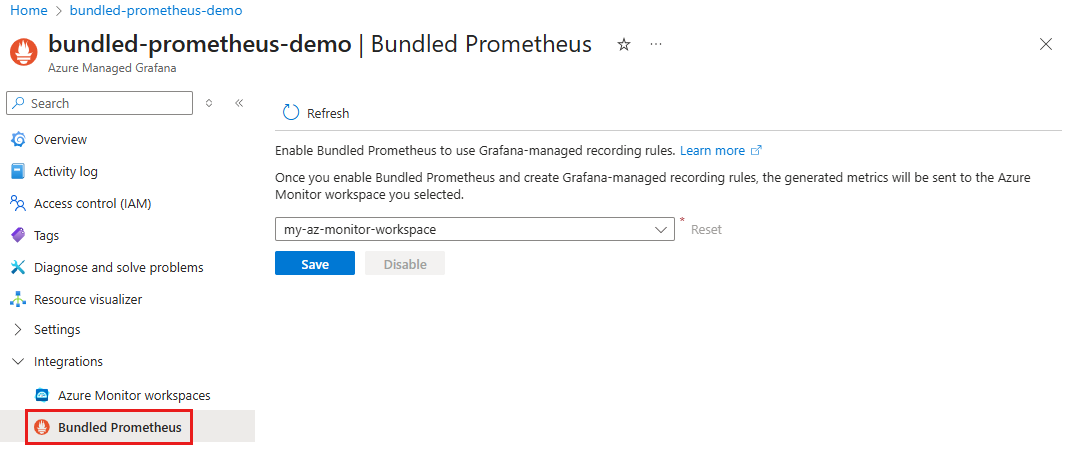 Home > bundled-prometheus-demo
bundled-prometheus-demo | Bundled Prometheus
Azure Managed Grafana
Search
Overview
Activity log
Access control (IAM)
Tags
Diagnose and solve problems
Resource visualizer
Settings
Integrations
Azure Monitor workspaces
Bundled Prometheus
Refresh
Enable Bundled Prometheus to use Grafana-managed recording rules. Learn more
Once you enable Bundled Prometheus and create Grafana-managed recording rules, the generated metrics will be sent to the Azure
Monitor workspace you selected.
my-az-monitor-workspace * Reset
Save Disable